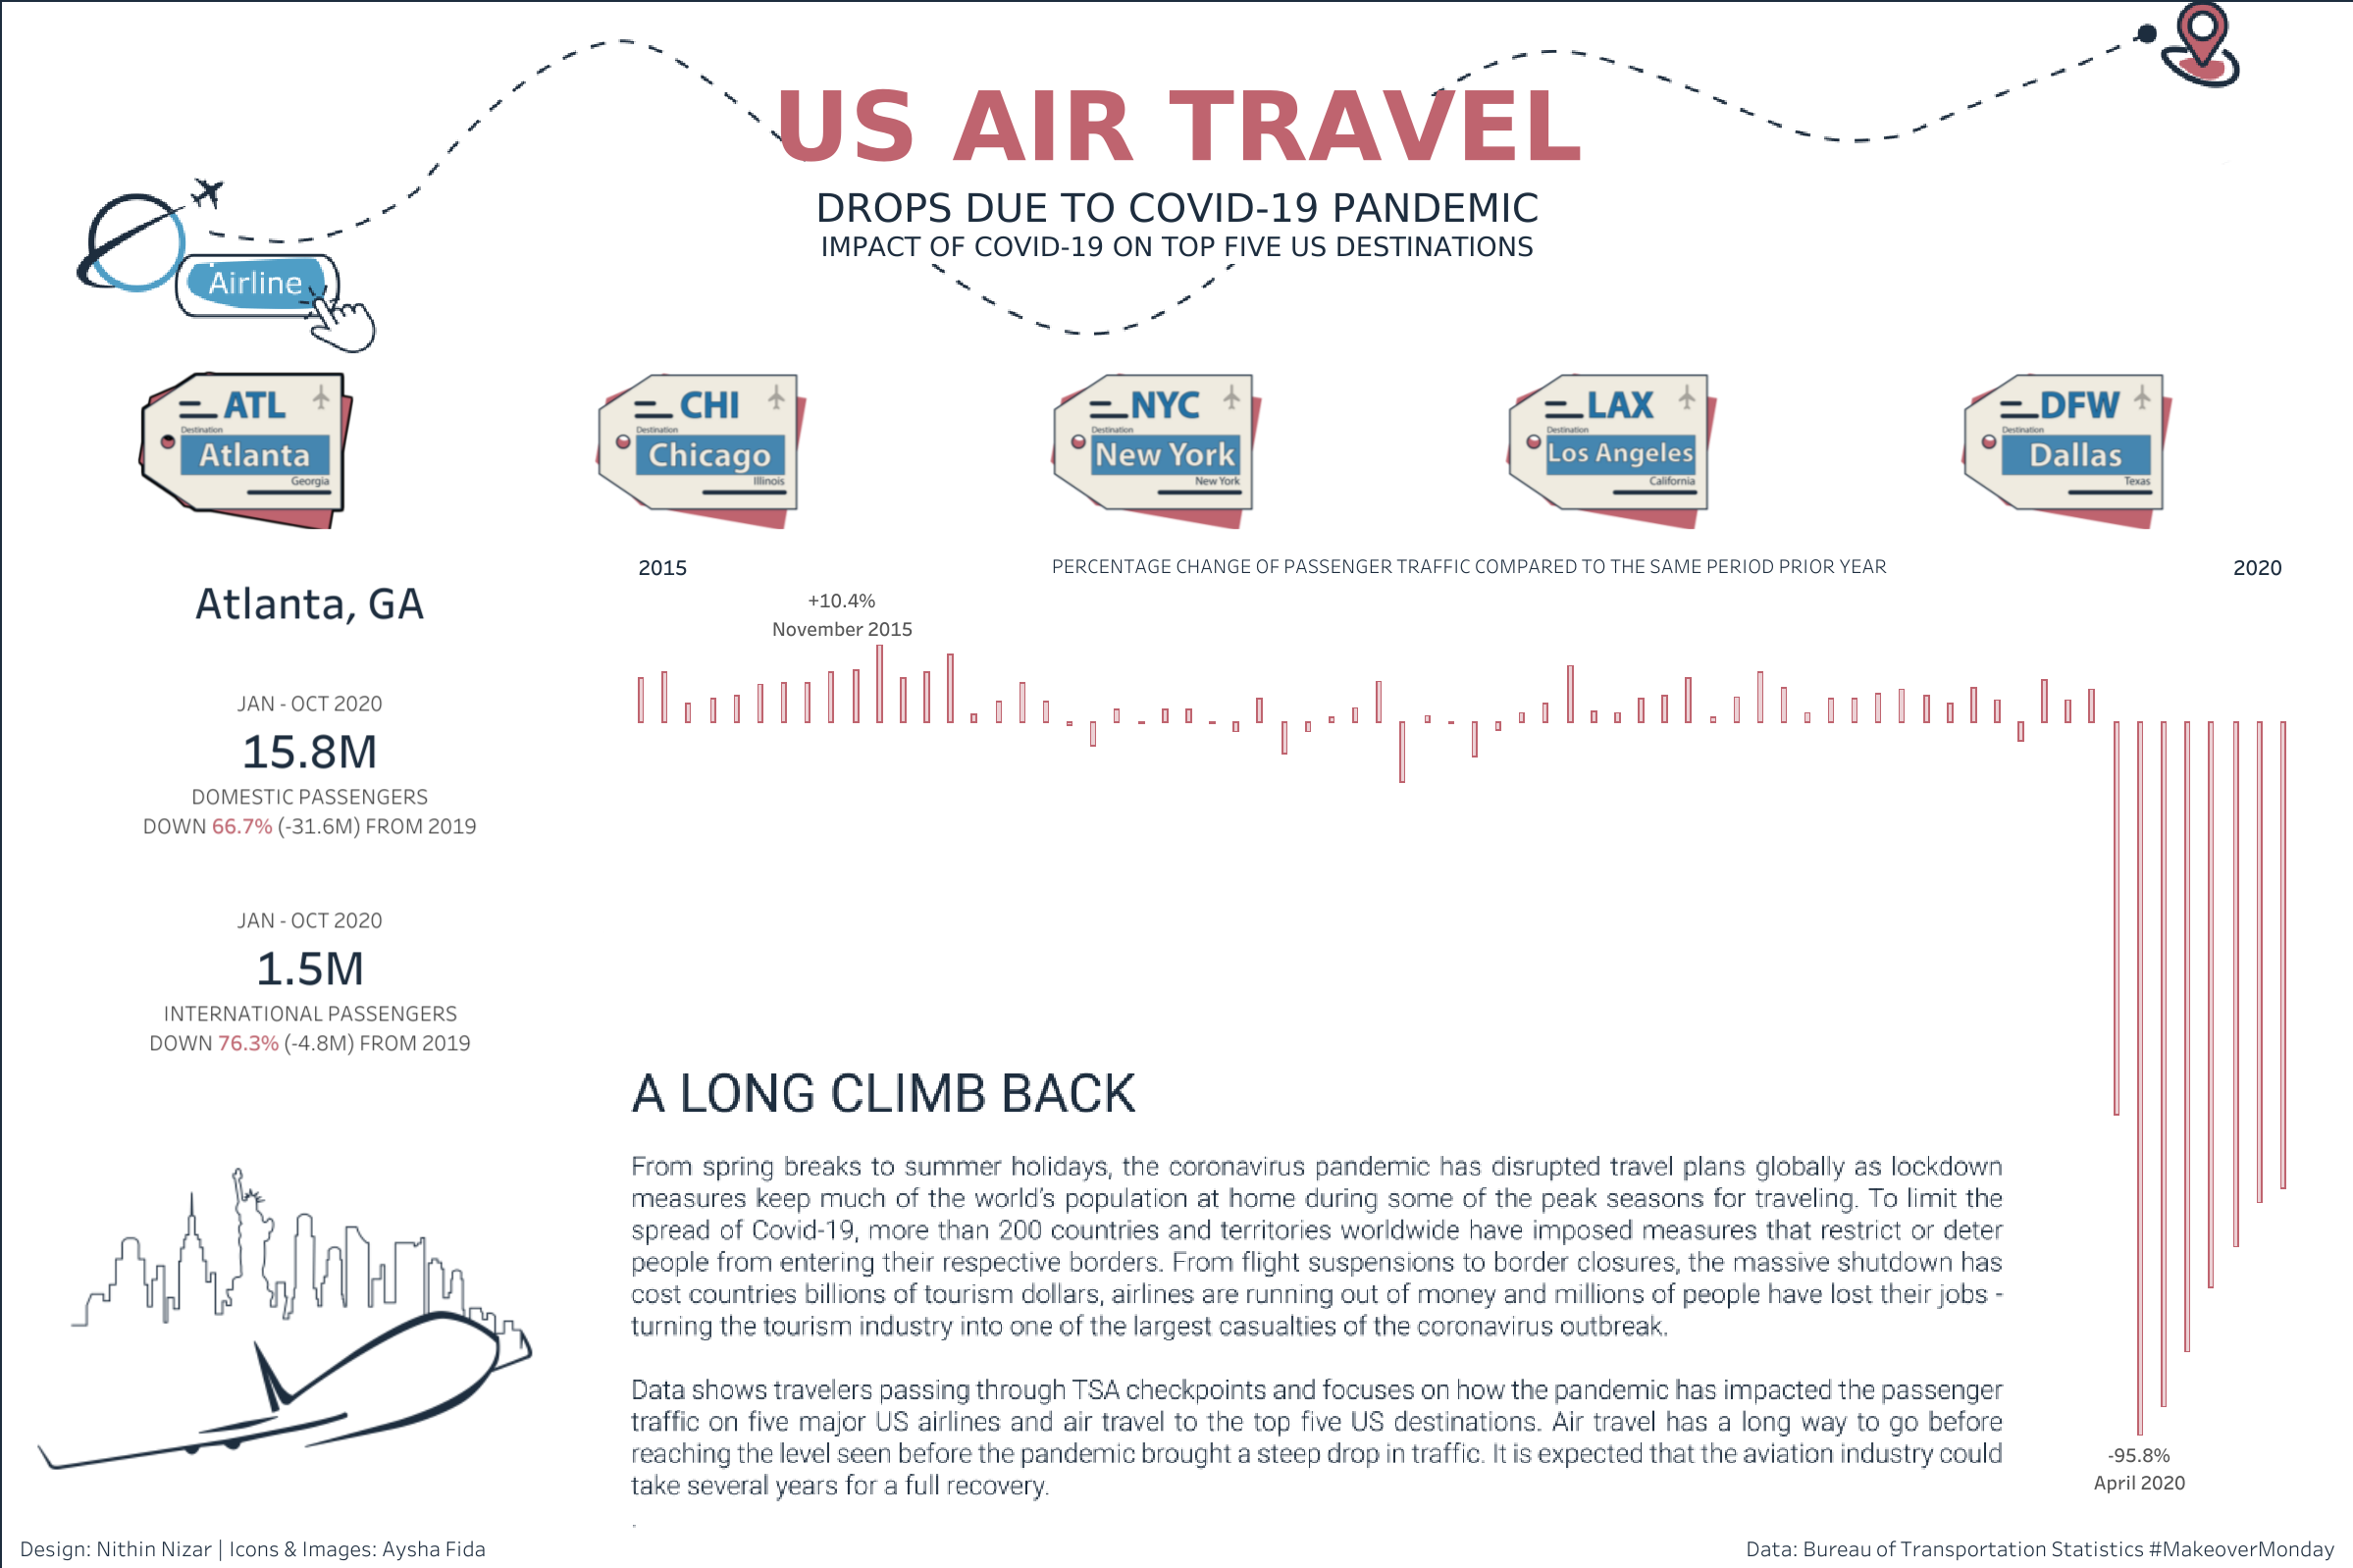 US AIR TRAVEL
DROPS DUE TO COVID-19 PANDEMIC
IMPACT OF COVID-19 ON TOP FIVE US DESTINATIONS
Airline
ATL
Destination
Atlanta
Georgia
CHI
Destination
Chicago
Illinois
NYC
Destination
New York
New York
LAX
Destination
Los Angeles
California
DFW
Destination
Dallas
Texas
2015
PERCENTAGE CHANGE OF PASSENGER TRAFFIC COMPARED TO THE SAME PERIOD PRIOR YEAR
2020
Atlanta, GA
JAN - OCT 2020
15.8M
DOMESTIC PASSENGERS
DOWN 66.7% (-31.6M) FROM 2019
JAN - OCT 2020
1.5M
INTERNATIONAL PASSENGERS
DOWN 76.3% (-4.8M) FROM 2019
+10.4%
November 2015
A LONG CLIMB BACK
From spring breaks to summer holidays, the coronavirus pandemic has disrupted travel plans globally as lockdown
measures keep much of the world's population at home during some of the peak seasons for traveling. To limit the
spread of Covid-19, more than 200 countries and territories worldwide have imposed measures that restrict or deter
people from entering their respective borders. From flight suspensions to border closures, the massive shutdown has
cost countries billions of tourism dollars, airlines are running out of money and millions of people have lost their jobs -
turning the tourism industry into one of the largest casualties of the coronavirus outbreak.
Data shows travelers passing through TSA checkpoints and focuses on how the pandemic has impacted the passenger
traffic on five major US airlines and air travel to the top five US destinations. Air travel has a long way to go before
reaching the level seen before the pandemic brought a steep drop in traffic. It is expected that the aviation industry could
take several years for a full recovery.
-95.8%
April 2020
Design: Nithin Nizar | Icons & Images: Aysha Fida
Data: Bureau of Transportation Statistics #MakeoverMonday